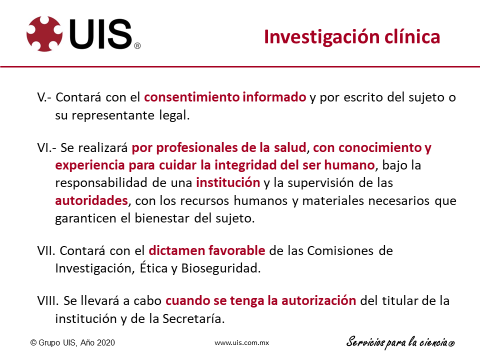 UIS®
Investigación clínica
V.- Contará con el consentimiento informado y por escrito del sujeto o
su representante legal.
VI.- Se realizará por profesionales de la salud, con conocimiento y
experiencia para cuidar la integridad del ser humano, bajo la
responsabilidad de una institución y la supervisión de las
autoridades, con los recursos humanos y materiales necesarios que
garanticen el bienestar del sujeto.
VII. Contará con el dictamen favorable de las Comisiones de
Investigación, Ética y Bioseguridad.
VIII. Se llevará a cabo cuando se tenga la autorización del titular de la
institución y de la Secretaría.
© Grupo UIS, Año 2020
www.uis.com.mx
Servicios para la ciencia®